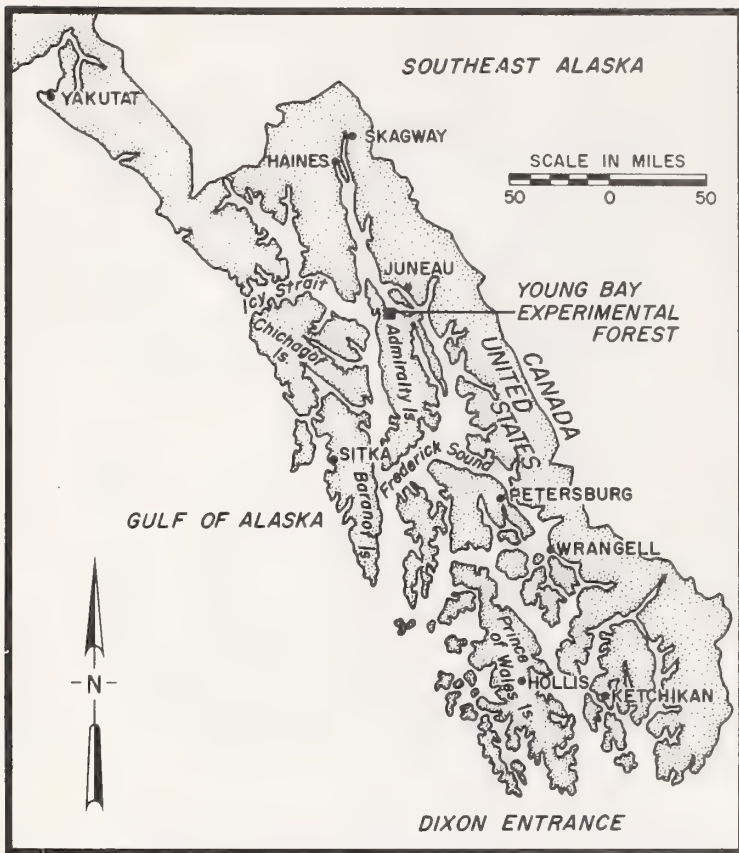 SOUTHEAST ALASKA
YAKUTAT
SKAGWAY
HAINES
SCALE IN MILES
50 0 50
JUNEAU
YOUNG BAY
EXPERIMENTAL
FOREST
Icy Strait
Chichagof
Is.
Admiralty Is.
CANADA
UNITED
STATES
SITKA
Baranof Is.
Frederick Sound
PETERSBURG
GULF OF ALASKA
WRANGELL
Prince
of Wales Is.
HOLLIS
KETCHIKAN
N
DIXON ENTRANCE